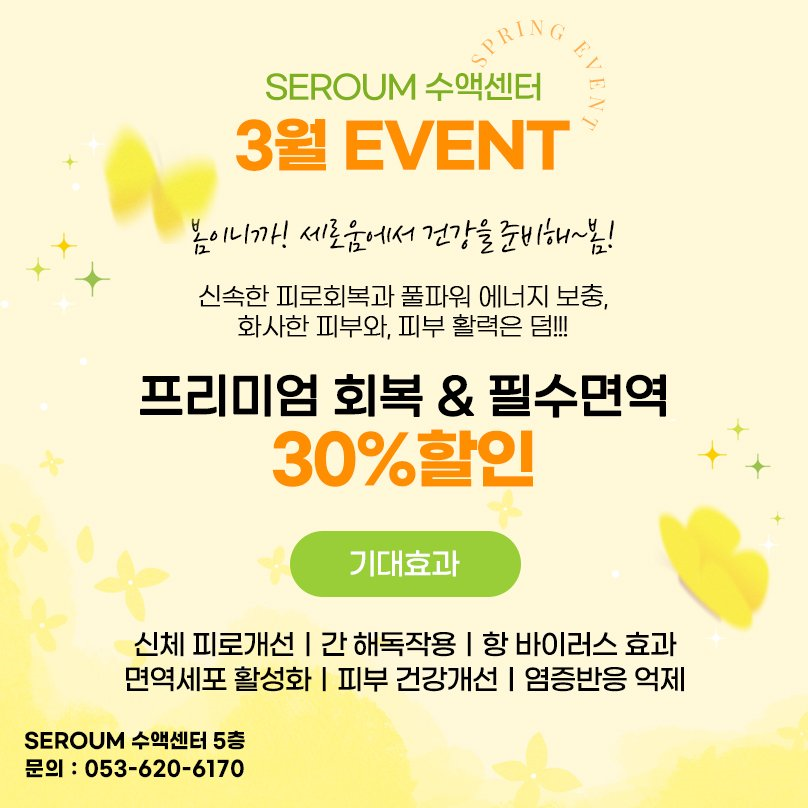 SPRING EVENT
SEROUM 수액센터
3월 EVENT
봄이니까! 세로움에서 건강을 준비해~봄!
신속한 피로회복과 풀파워 에너지 보충,
화사한 피부와, 피부 활력은 덤!!!
프리미엄 회복 & 필수면역
30%할인
기대효과
신체 피로개선 | 간 해독작용 | 항 바이러스 효과
면역세포 활성화 | 피부 건강개선 | 염증반응 억제
SEROUM 수액센터 5층
문의 : 053-620-6170